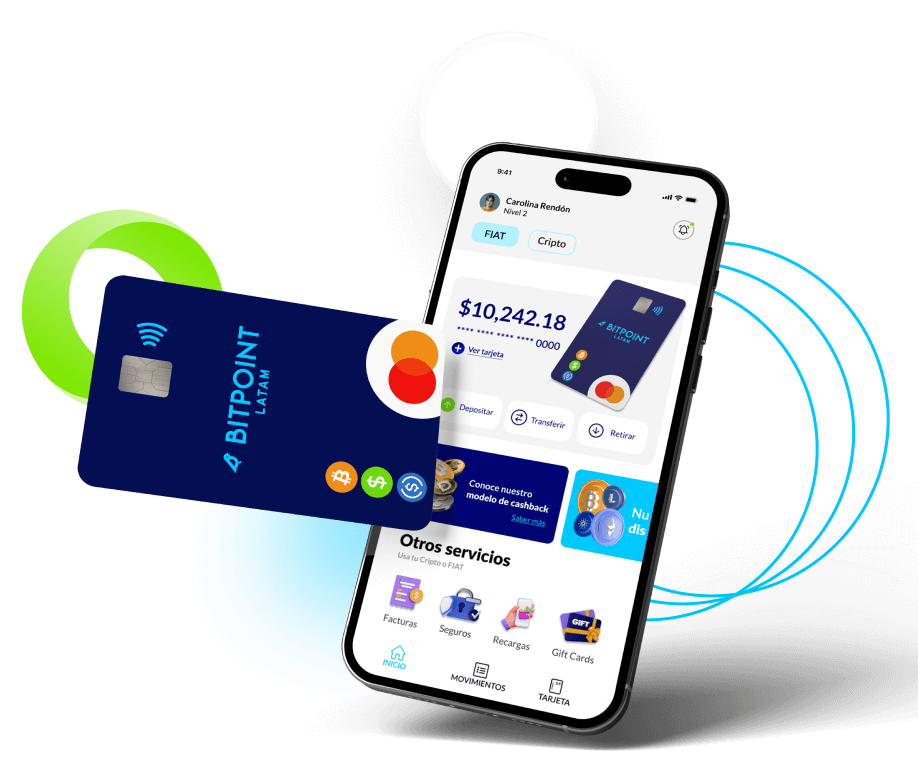 BITPOINT
LATAM
9:41
Carolina Rendón
Nivel 2
FIAT
Cripto
$10,242.18
**** **** **** **** 0000
Ver tarjeta
BITPOINT
LATAM
Depositar
Transferir
Retirar
Conoce nuestro
modelo de cashback
Saber más
Nu
dis
Otros servicios
Usa tu Cripto o FIAT
Facturas
Seguros
Recargas
GIFT
Gift Cards
INICIO
MOVIMIENTOS
TARJETA